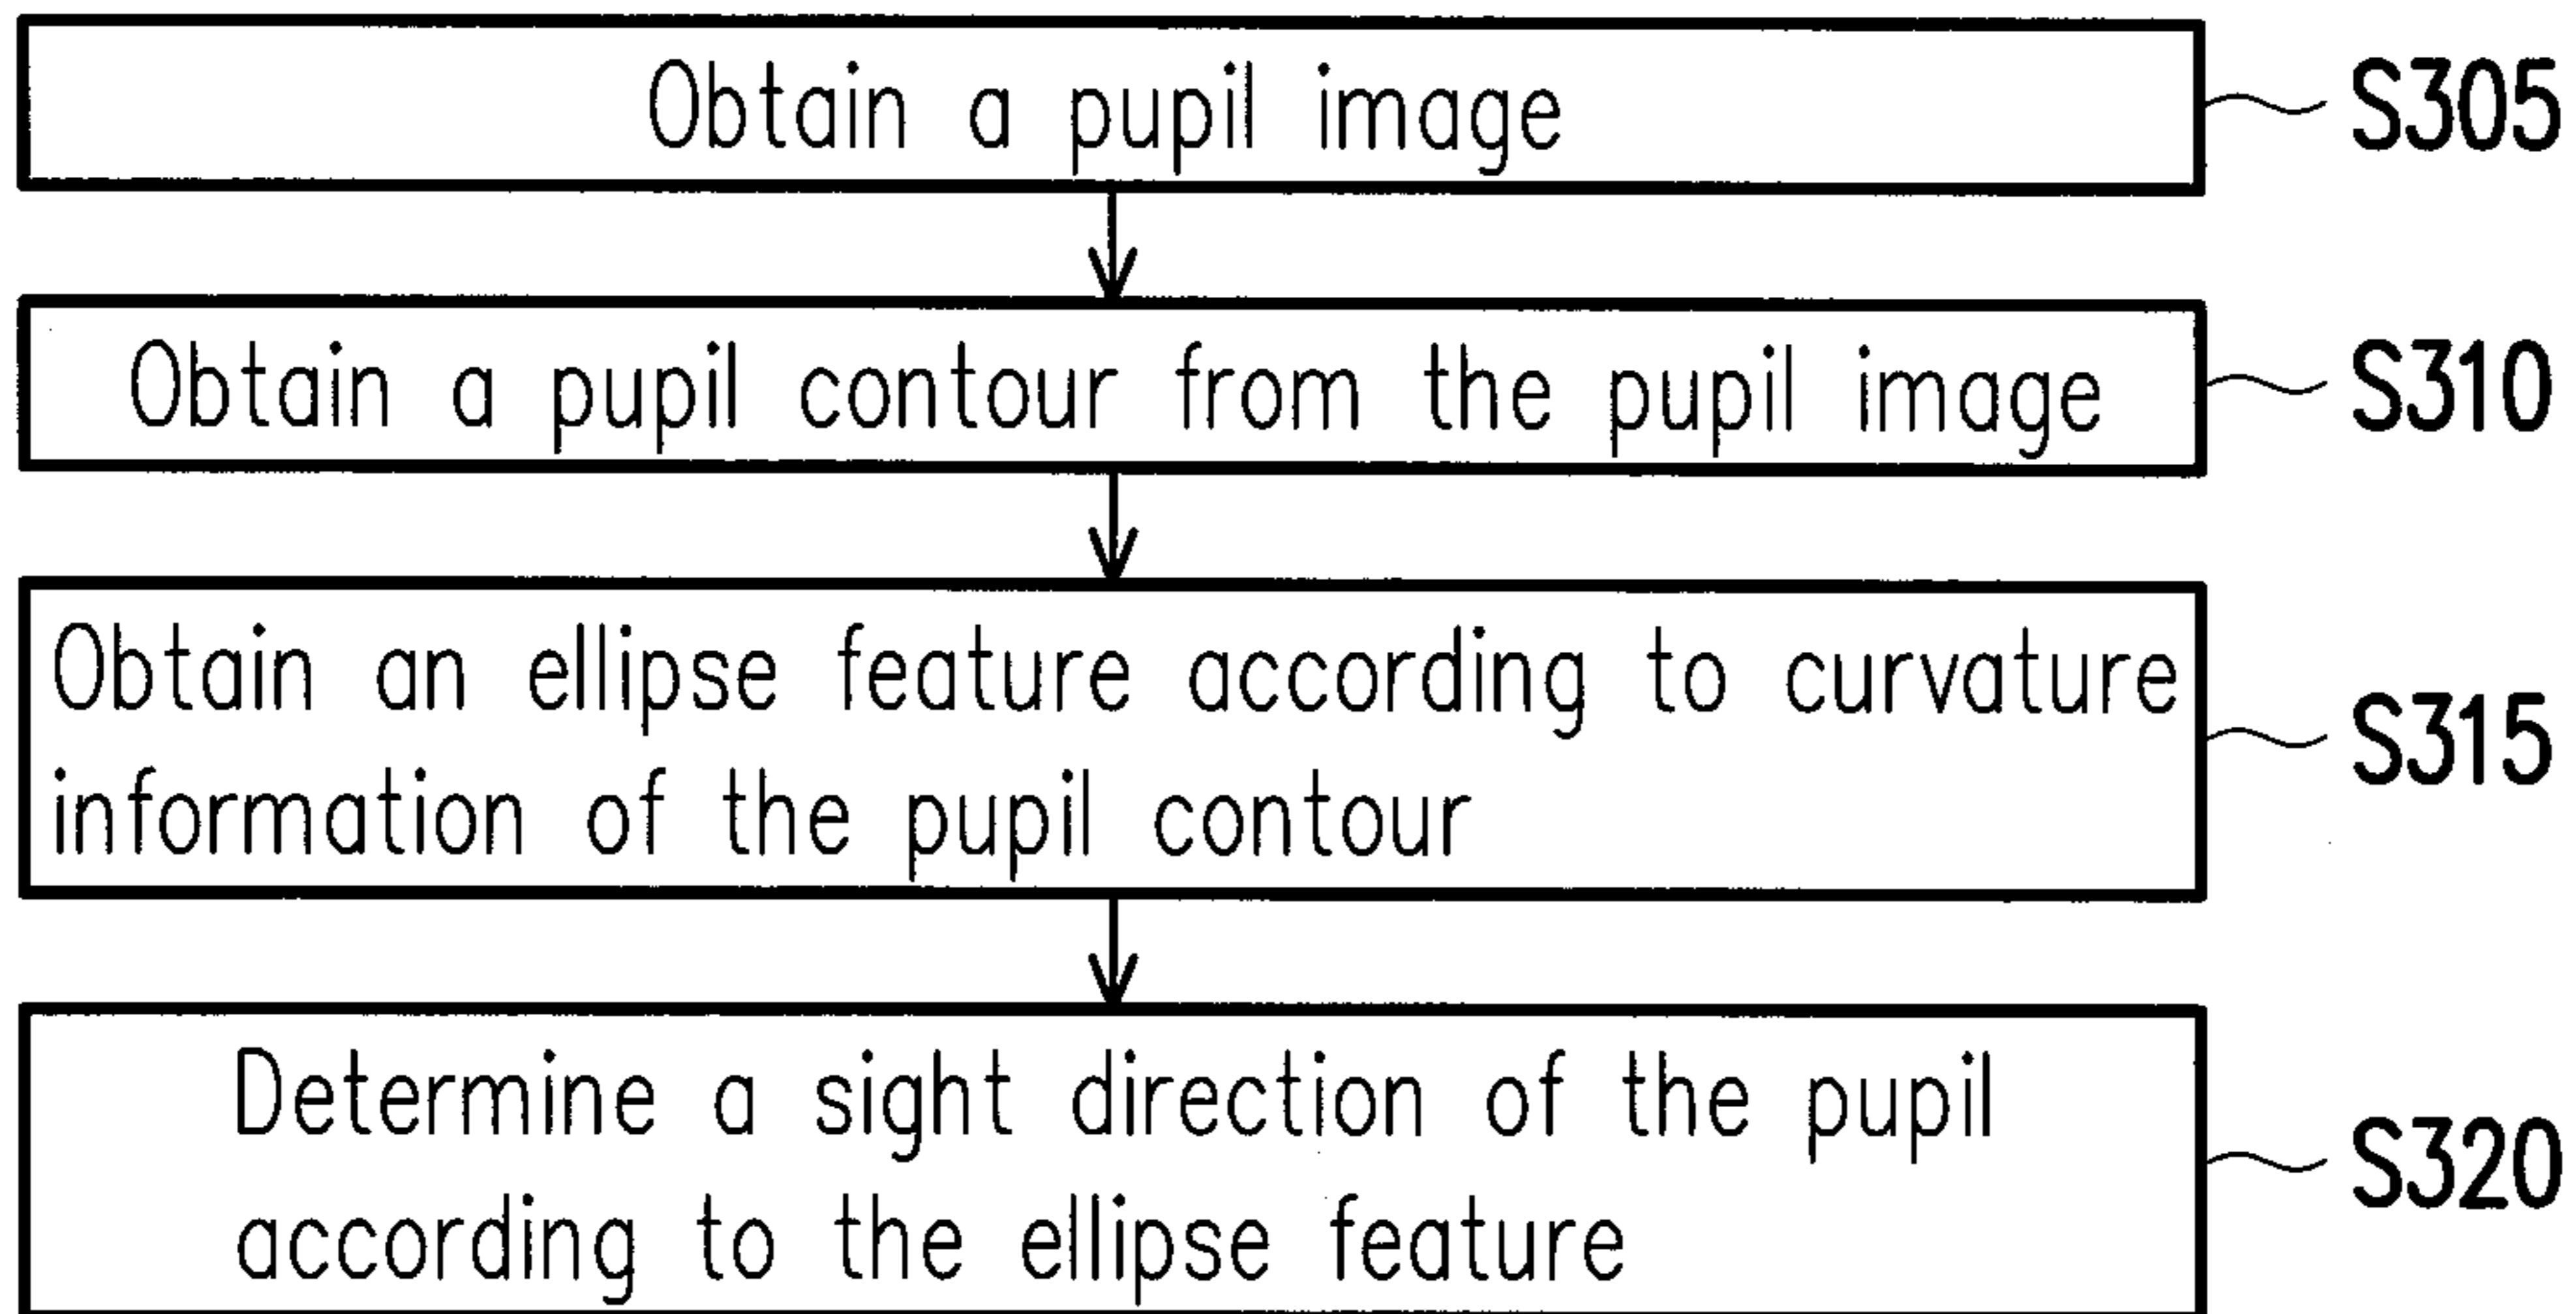 Obtain a pupil image
S305
Obtain a pupil contour from the pupil image
S310
Obtain an ellipse feature according to curvature
information of the pupil contour
S315
Determine a sight direction of the pupil
according to the ellipse feature
S320